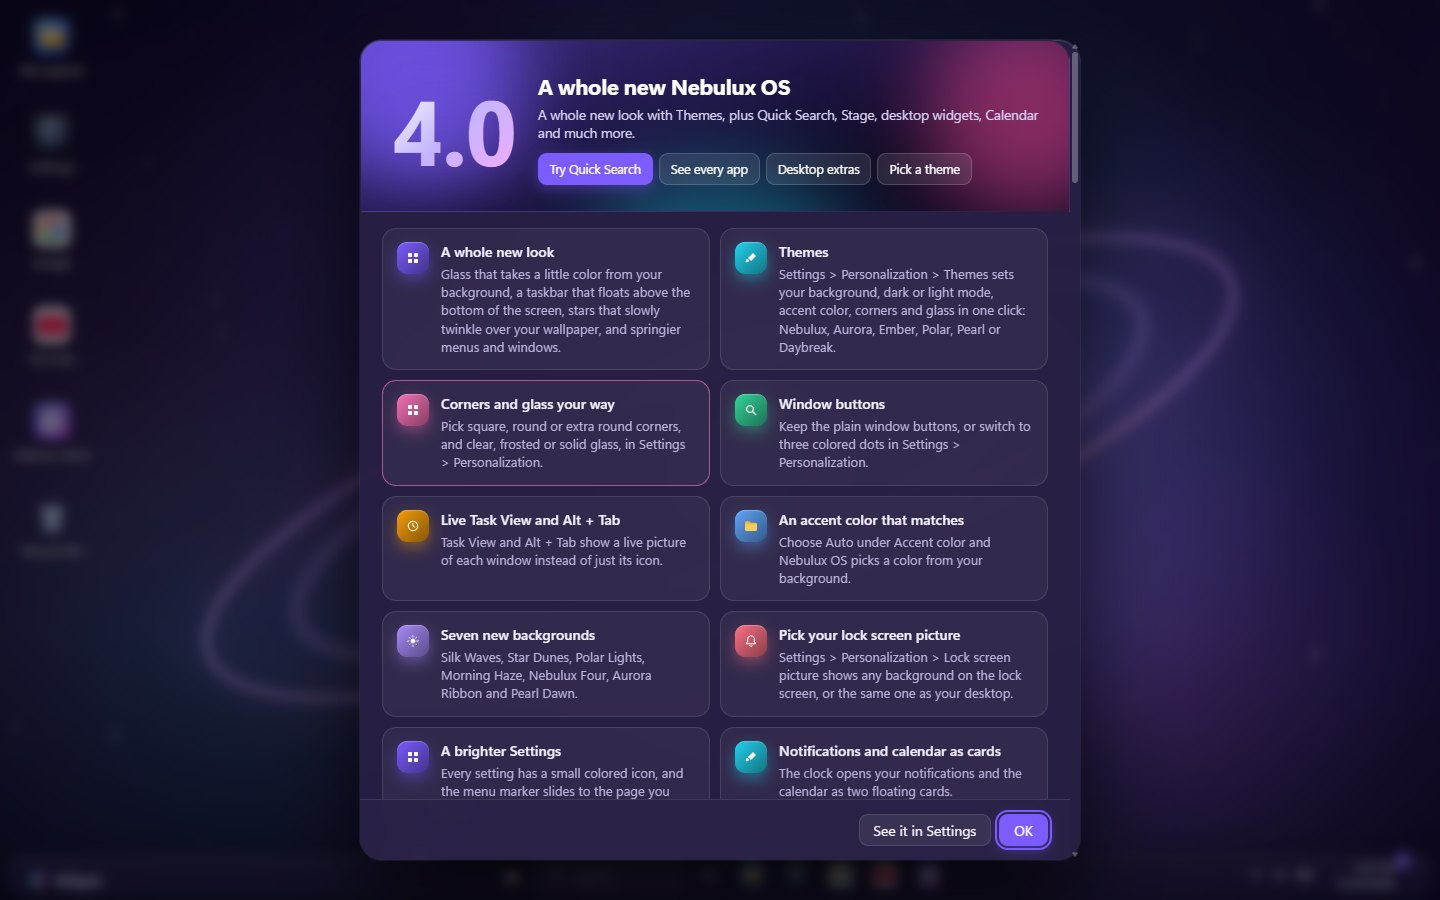 4.0
A whole new Nebulux OS
A whole new look with Themes, plus Quick Search, Stage, desktop widgets, Calendar
and much more.
Try Quick Search
See every app
Desktop extras
Pick a theme
A whole new look
Glass that takes a little color from your
background, a taskbar that floats above the
bottom of the screen, stars that slowly
twinkle over your wallpaper, and springier
menus and windows.
Themes
Settings > Personalization > Themes sets
your background, dark or light mode,
accent color, corners and glass in one click:
Nebulux, Aurora, Ember, Polar, Pearl or
Daybreak.
Corners and glass your way
Pick square, round or extra round corners,
and clear, frosted or solid glass, in Settings
> Personalization.
Window buttons
Keep the plain window buttons, or switch to
three colored dots in Settings >
Personalization.
Live Task View and Alt + Tab
Task View and Alt + Tab show a live picture
of each window instead of just its icon.
An accent color that matches
Choose Auto under Accent color and
Nebulux OS picks a color from your
background.
Seven new backgrounds
Silk Waves, Star Dunes, Polar Lights,
Morning Haze, Nebulux Four, Aurora
Ribbon and Pearl Dawn.
Pick your lock screen picture
Settings > Personalization > Lock screen
picture shows any background on the lock
screen, or the same one as your desktop.
A brighter Settings
Every setting has a small colored icon, and
the menu marker slides to the page you
Notifications and calendar as cards
The clock opens your notifications and the
calendar as two floating cards.
See it in Settings
OK